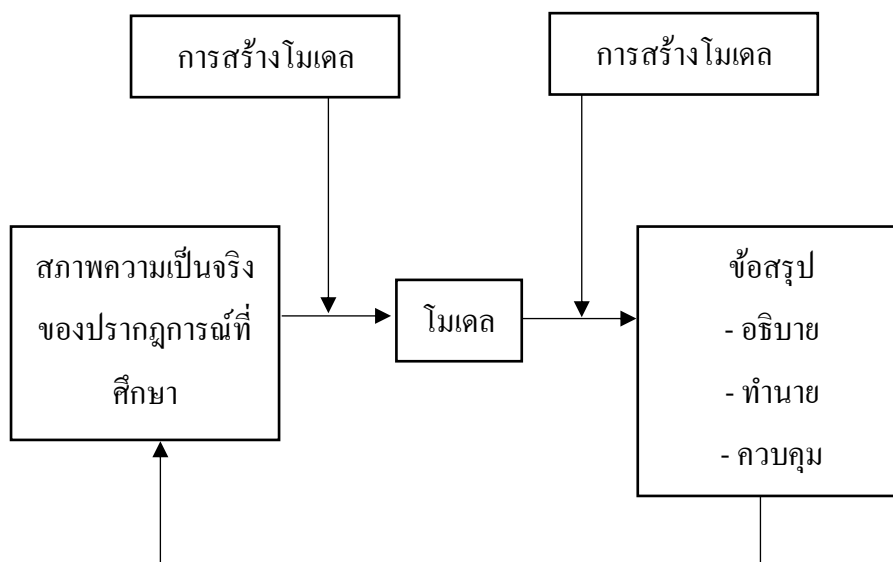 การสร้างโมเดล
การสร้างโมเดล
สภาพความเป็นจริง
ของปรากฎการณ์ที่
ศึกษา
โมเดล
ข้อสรุป
- อธิบาย
- ทำนาย
- ควบคุม